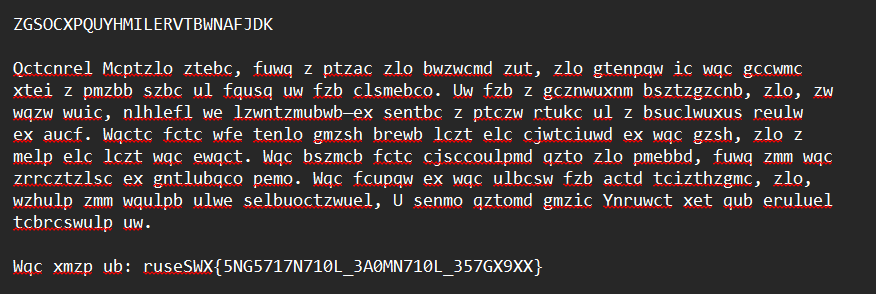 ZGSOCXPQUYHMILERVTBWNAFJDK
Qctcnrel Mcptzlo ztebc, fuwq z ptzac zlo bwzwcmd zut, zlo gtenpqw ic wqc gccwmc
xtei z pmzbb szbc ul fqusq uw fzb clsmebco. Uw fzb z gcznwuxnm bsztzgzcnb, zlo, zw
wqzw wuic, nlhlefl we lzwntzmubwb—ex sentbc z ptczw rtukc ul z bsuclwuxus reulw
ex aucf. Wqctc fctc wfe tenlo gmzsh brewb lczt elc cjwtciuwd ex wqc gzsh, zlo z
melp elc lczt wqc ewqct. Wqc bszmcb fctc cjsccoulpmd qzto zlo pmebbd, fuwq zmm wqc
zrrcztzlsc ex gntlubqco pemo. Wqc fcupqw ex wqc ulbcsw fzb actd tcizthzgmc, zlo,
wzhulp zmm wqulpb ulwe selbuoctzwuel, U senmo qztomd gmzic Ynruwct xet qub eruluel
tcbrcswulp uw.
Wqc xmzp ub: ruseSWX{5NG5717N710L_3A0MN710L_357GX9XX}